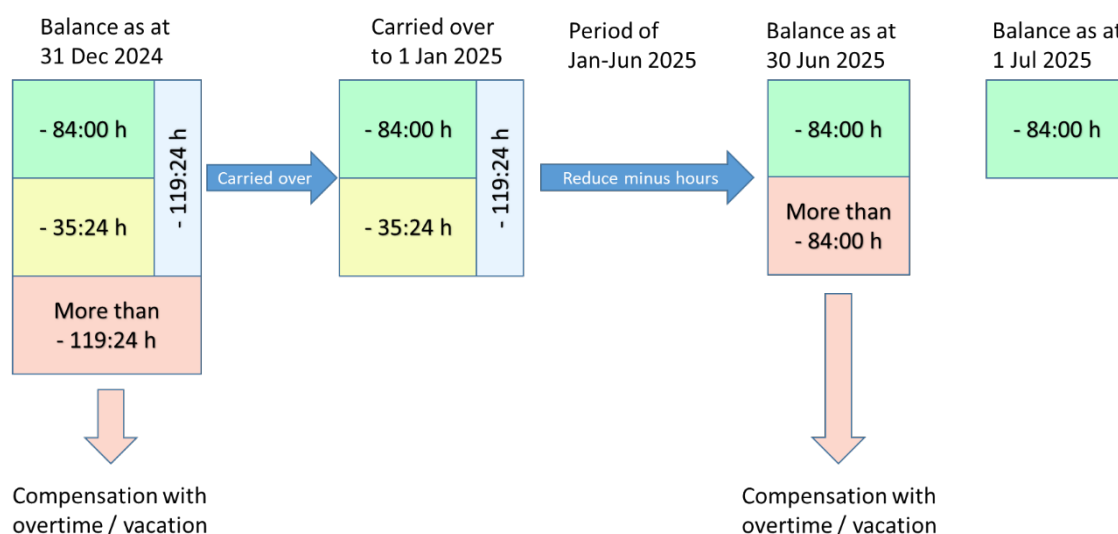 Balance as at
31 Dec 2024
Carried over
to 1 Jan 2025
Period of
Jan-Jun 2025
Balance as at
30 Jun 2025
Balance as at
1 Jul 2025
- 84:00 h
- 35:24 h
- 119:24 h
More than
- 119:24 h
Carried over
- 84:00 h
- 35:24 h
- 119:24 h
Reduce minus hours
- 84:00 h
More than
- 84:00 h
- 84:00 h
Compensation with
overtime / vacation
Compensation with
overtime / vacation